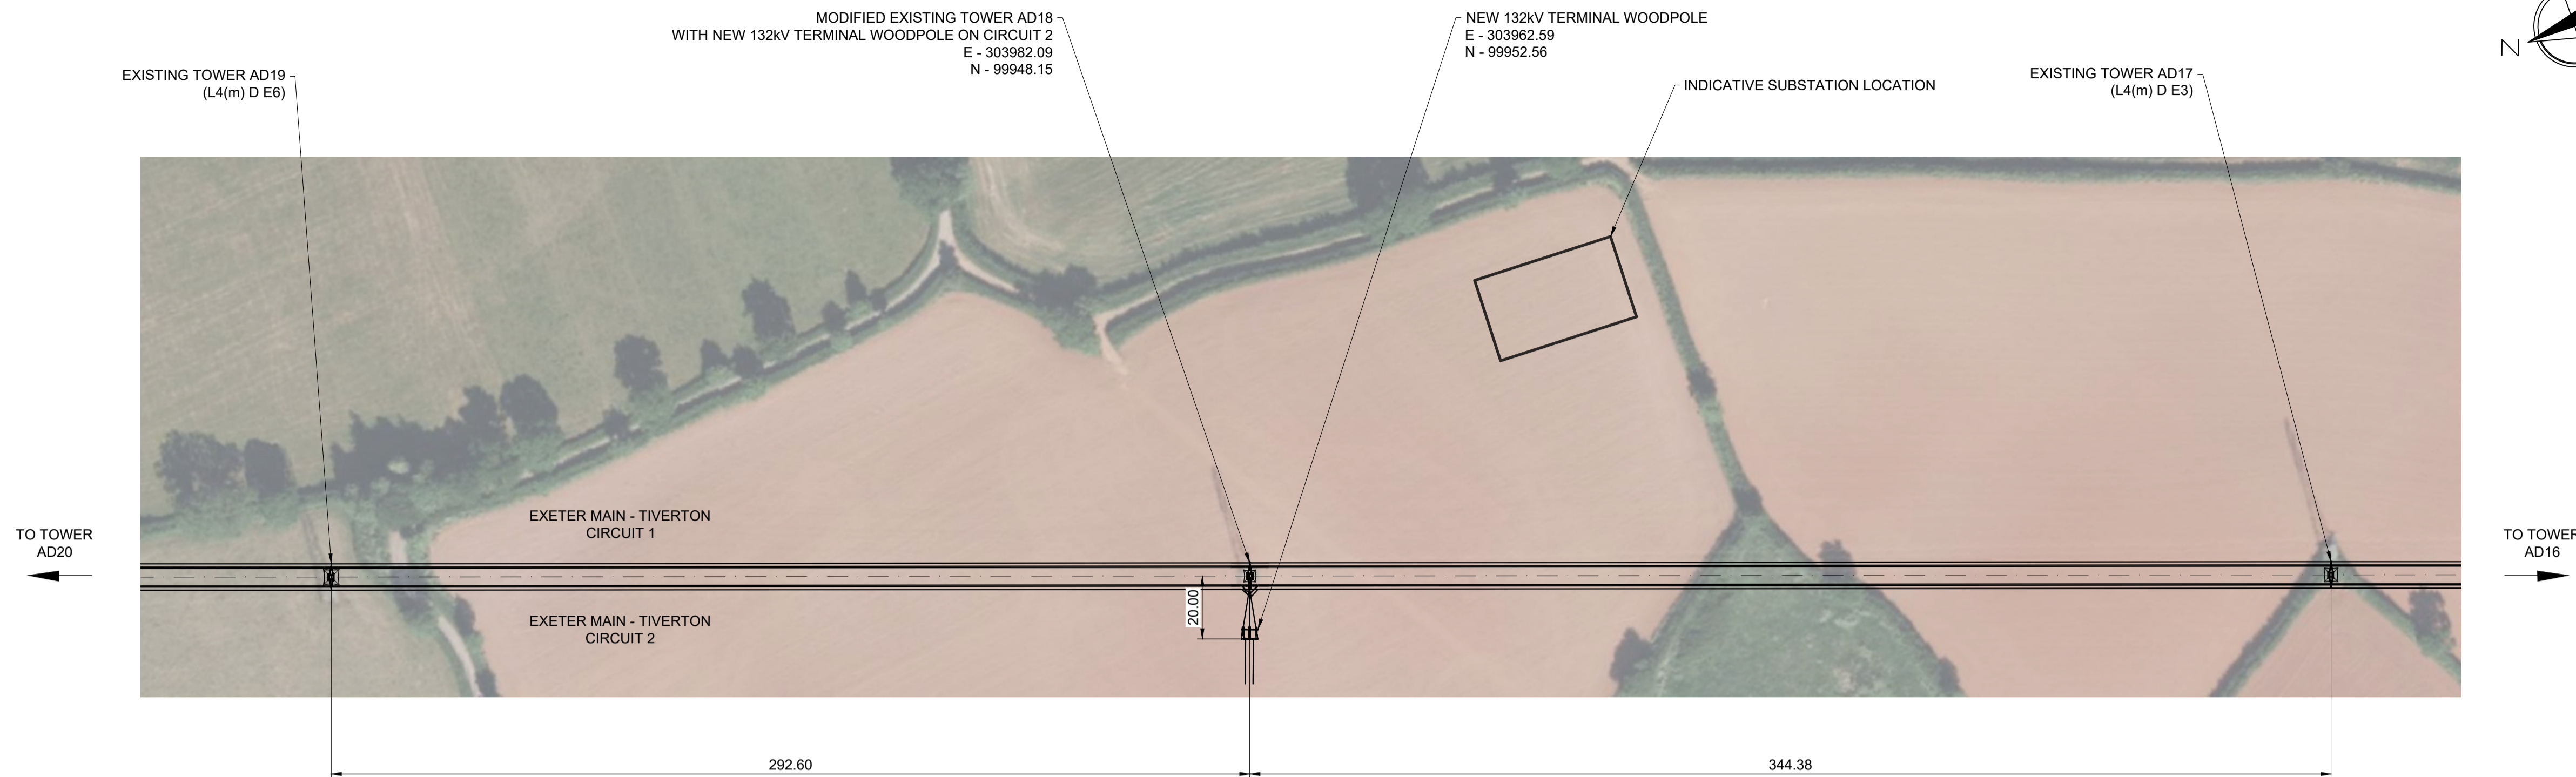 MODIFIED EXISTING TOWER AD18
WITH NEW 132kV TERMINAL WOODPOLE ON CIRCUIT 2
E - 303982.09
N - 99948.15
NEW 132kV TERMINAL WOODPOLE
E - 303962.59
N - 99952.56
N
EXISTING TOWER AD19
(L4(m) D E6)
INDICATIVE SUBSTATION LOCATION
EXISTING TOWER AD17
(L4(m) D E3)
EXETER MAIN - TIVERTON
CIRCUIT 1
TO TOWER
AD20
TO TOWER
AD16
20.00
EXETER MAIN - TIVERTON
CIRCUIT 2
292.60
344.38